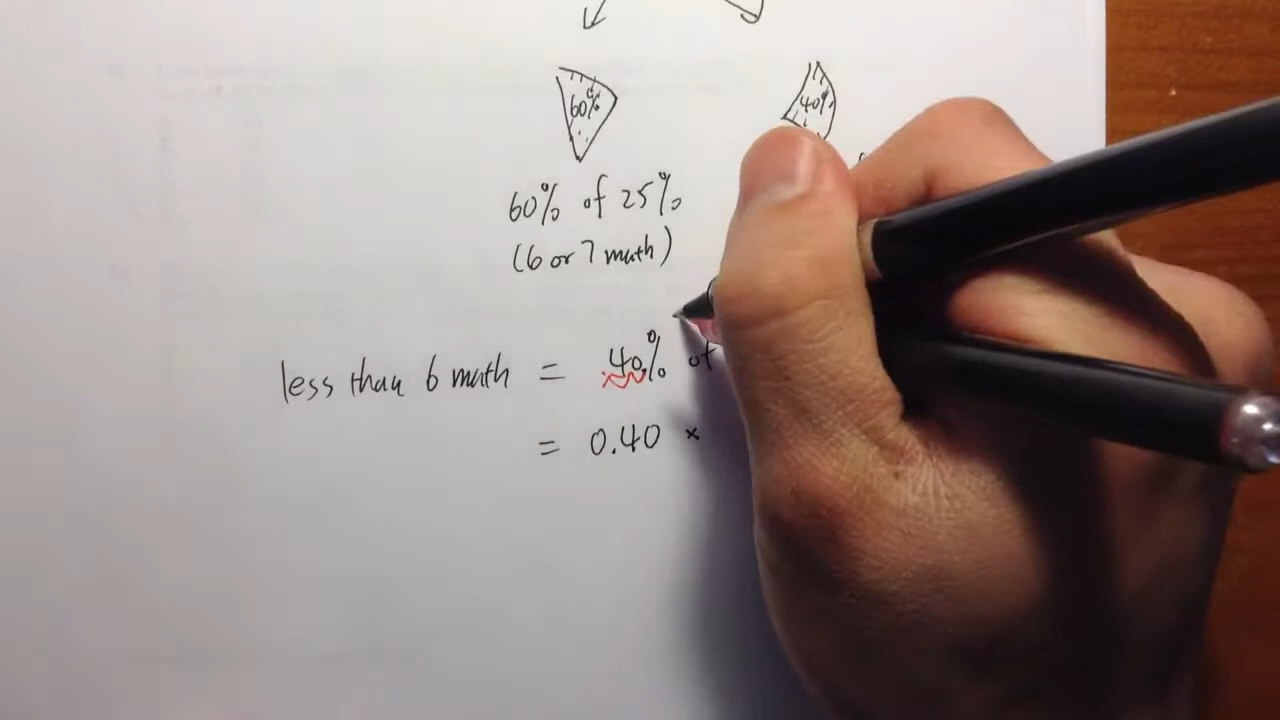 60% 40%
60% of 25%
(6 or 7 math)
less than 6 math = 40% of
= 0.40 ×